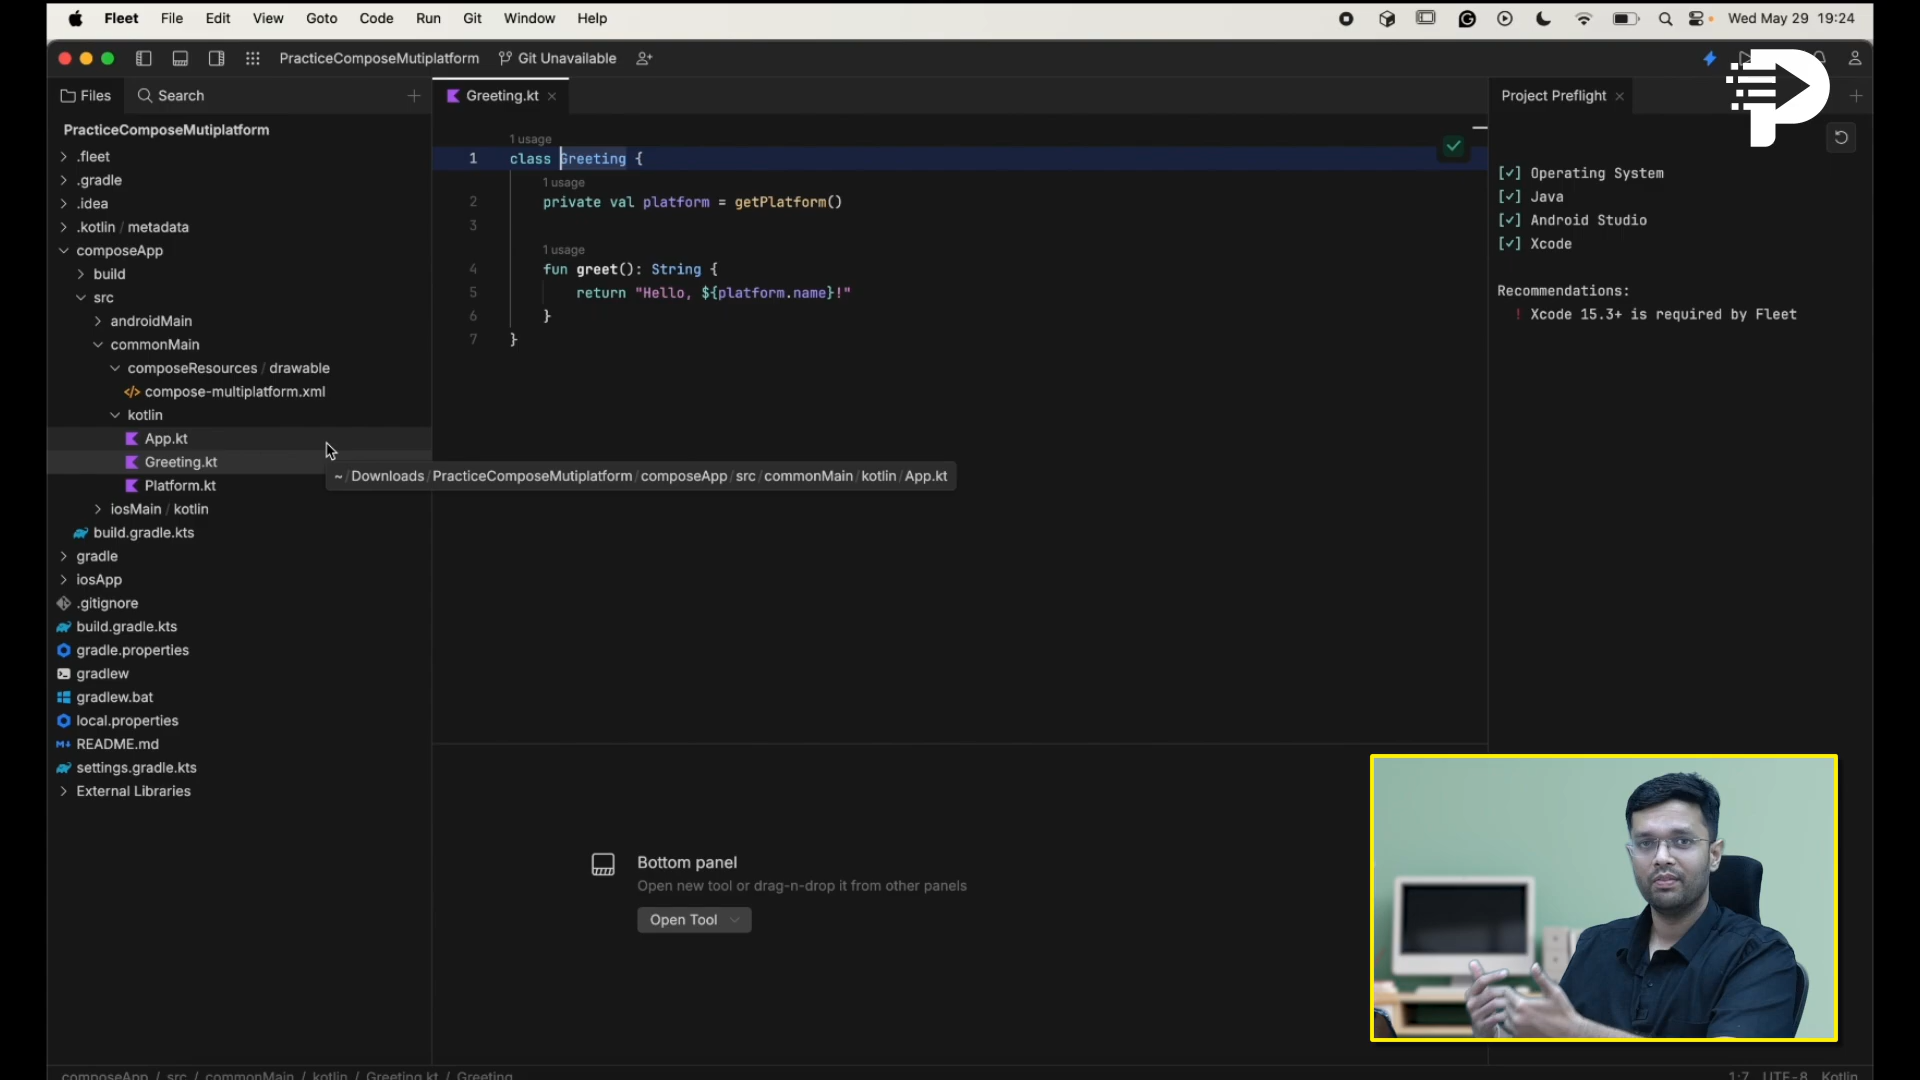 Fleet File Edit View Goto Code Run Git Window Help Wed May 29 19:24
PracticeComposeMutiplatform Git Unavailable
Files Search
Greeting.kt
Project Preflight
PracticeComposeMutiplatform
.fleet
.gradle
.idea
.kotlin / metadata
composeApp
build
src
androidMain
commonMain
composeResources / drawable
compose-multiplatform.xml
kotlin
App.kt
Greeting.kt
Platform.kt
iosMain / kotlin
build.gradle.kts
gradle
iosApp
.gitignore
build.gradle.kts
gradle.properties
gradlew
gradlew.bat
local.properties
README.md
settings.gradle.kts
External Libraries
1 usage
1 class Greeting {
1 usage
2 private val platform = getPlatform()
3
1 usage
4 fun greet(): String {
5 return "Hello, ${platform.name}!"
6 }
7 }
~ / Downloads / PracticeComposeMutiplatform / composeApp / src / commonMain / kotlin / App.kt
[✓] Operating System
[✓] Java
[✓] Android Studio
[✓] Xcode
Recommendations:
! Xcode 15.3+ is required by Fleet
Bottom panel
Open new tool or drag-n-drop it from other panels
Open Tool
composeApp / src / commonMain / kotlin / Greeting.kt / Greeting
1:7 UTF-8 Kotlin